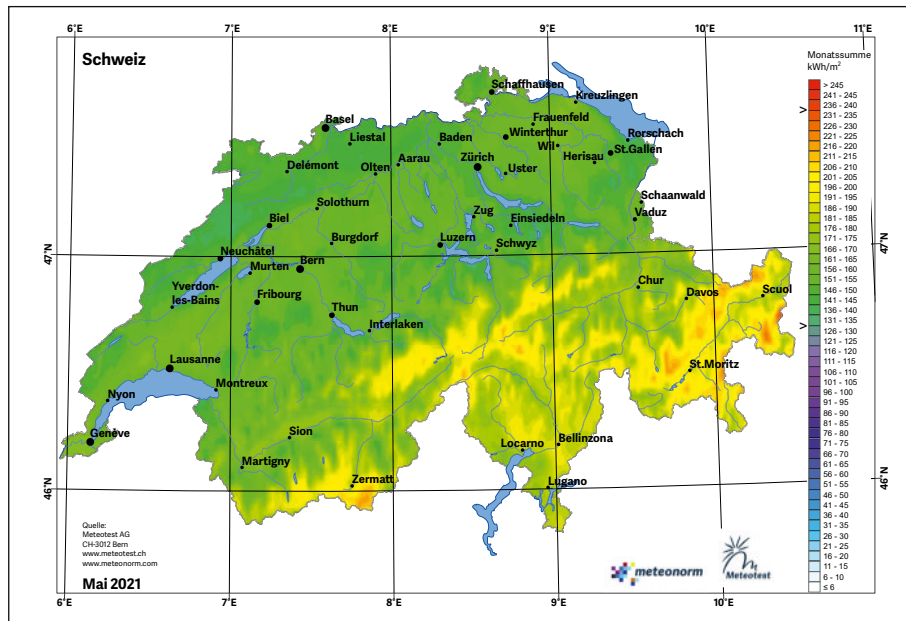 6°E
7°E
8°E
9°E
10°E
11°E
Schweiz
Monatssumme
kWh/m²
> 245
241 - 245
236 - 240
231 - 235
226 - 230
221 - 225
216 - 220
211 - 215
206 - 210
201 - 205
196 - 200
191 - 195
186 - 190
181 - 185
176 - 180
171 - 175
166 - 170
161 - 165
156 - 160
151 - 155
146 - 150
141 - 145
136 - 140
131 - 135
126 - 130
121 - 125
116 - 120
111 - 115
106 - 110
101 - 105
96 - 100
91 - 95
86 - 90
81 - 85
76 - 80
71 - 75
66 - 70
61 - 65
56 - 60
51 - 55
46 - 50
41 - 45
36 - 40
31 - 35
26 - 30
21 - 25
16 - 20
11 - 15
6 - 10
≤ 6
>
>
Schaffhausen
Kreuzlingen
Basel
Frauenfeld
Liestal
Baden
Winterthur
Rorschach
Wil
St.Gallen
Delémont
Olten
Aarau
Zürich
Herisau
Uster
Schaanwald
Solothurn
Biel
Zug
Einsiedeln
Vaduz
Burgdorf
Luzern
Schwyz
47°N
47°N
Neuchâtel
Murten
Bern
Yverdon-
les-Bains
Fribourg
Chur
Davos
Scuol
Thun
Interlaken
Lausanne
St.Moritz
Montreux
Nyon
Genève
Sion
Locarno
Bellinzona
Martigny
Zermatt
Lugano
46°N
46°N
Quelle:
Meteotest AG
CH-3012 Bern
www.meteotest.ch
www.meteonorm.com
meteonorm
Meteotest
Mai 2021
6°E
7°E
8°E
9°E
10°E